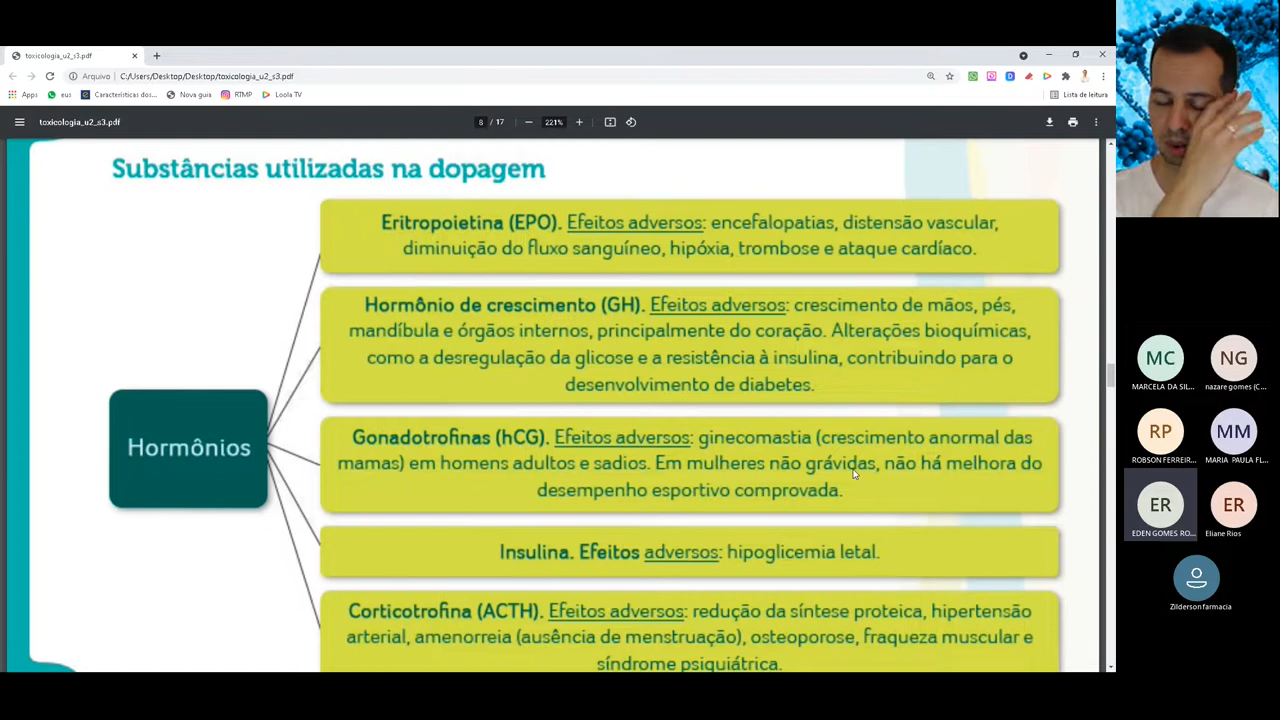 toxicologia_u2_s3.pdf
Arquivo
C:/Users/Desktop/Desktop/toxicologia_u2_s3.pdf
Apps
eus
Características dos...
Nova guia
RTMP
Loola TV
Lista de leitura
toxicologia_u2_s3.pdf
8 / 17
221%
Substâncias utilizadas na dopagem
Eritropoietina (EPO). Efeitos adversos: encefalopatias, distensão vascular,
diminuição do fluxo sanguíneo, hipóxia, trombose e ataque cardíaco.
Hormônio de crescimento (GH). Efeitos adversos: crescimento de mãos, pés,
mandíbula e órgãos internos, principalmente do coração. Alterações bioquímicas,
como a desregulação da glicose e a resistência à insulina, contribuindo para o
desenvolvimento de diabetes.
Hormônios
Gonadotrofinas (hCG). Efeitos adversos: ginecomastia (crescimento anormal das
mamas) em homens adultos e sadios. Em mulheres não grávidas, não há melhora do
desempenho esportivo comprovada.
Insulina. Efeitos adversos: hipoglicemia letal.
Corticotrofina (ACTH). Efeitos adversos: redução da síntese proteica, hipertensão
arterial, amenorreia (ausência de menstruação), osteoporose, fraqueza muscular e
síndrome psiquiátrica.
MC
MARCELA DA SIL...
NG
nazare gomes (C...
RP
ROBSON FERREIR...
MM
MARIA PAULA FL...
ER
EDEN GOMES RO...
ER
Eliane Rios
Zilderson farmacia